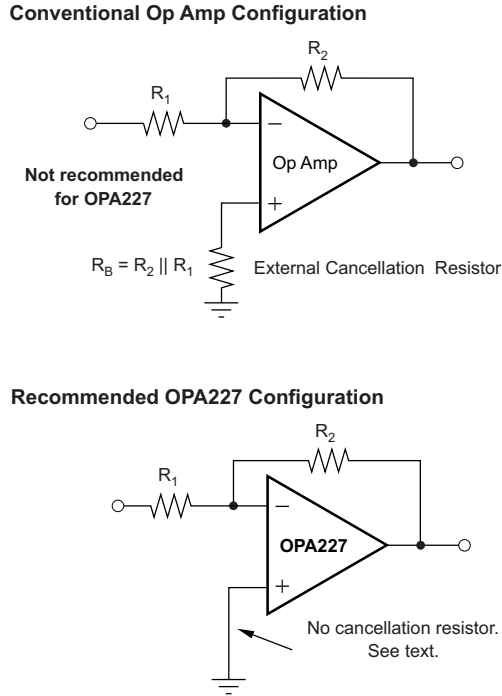 Conventional Op Amp Configuration
R2
R1
−
Op Amp
Not recommended
for OPA227
+
RB = R2 || R1
External Cancellation Resistor
Recommended OPA227 Configuration
R2
R1
−
OPA227
+
No cancellation resistor.
See text.